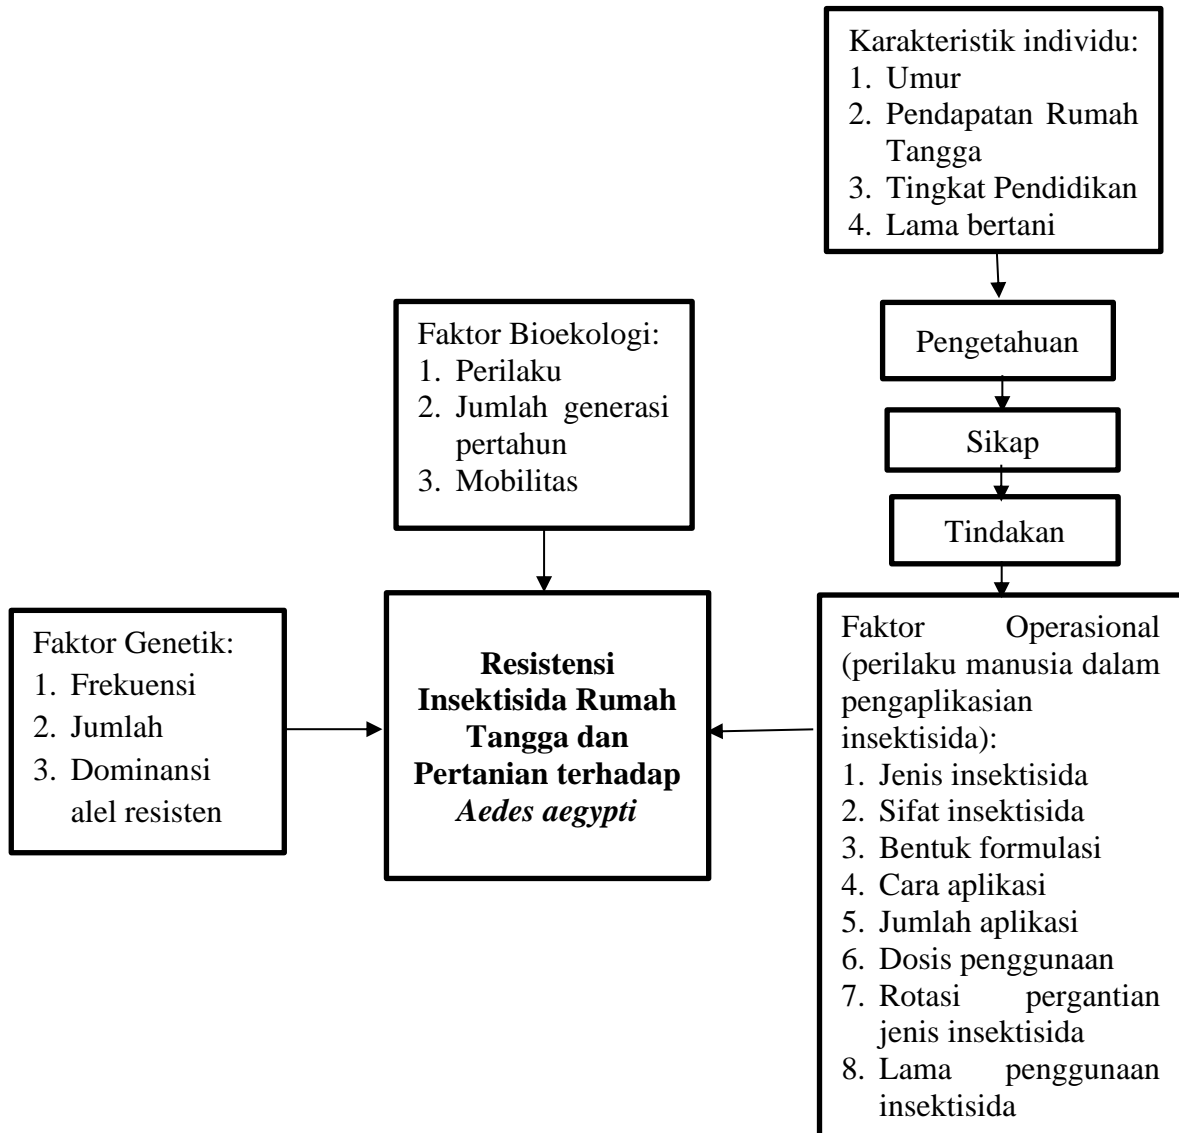 Karakteristik individu:
1. Umur
2. Pendapatan Rumah
Tangga
3. Tingkat Pendidikan
4. Lama bertani
Pengetahuan
Sikap
Tindakan
Faktor Bioekologi:
1. Perilaku
2. Jumlah generasi
pertahun
3. Mobilitas
Faktor Genetik:
1. Frekuensi
2. Jumlah
3. Dominansi
alel resisten
Resistensi
Insektisida Rumah
Tangga dan
Pertanian terhadap
Aedes aegypti
Faktor Operasional
(perilaku manusia dalam
pengaplikasian
insektisida):
1. Jenis insektisida
2. Sifat insektisida
3. Bentuk formulasi
4. Cara aplikasi
5. Jumlah aplikasi
6. Dosis penggunaan
7. Rotasi pergantian
jenis insektisida
8. Lama penggunaan
insektisida